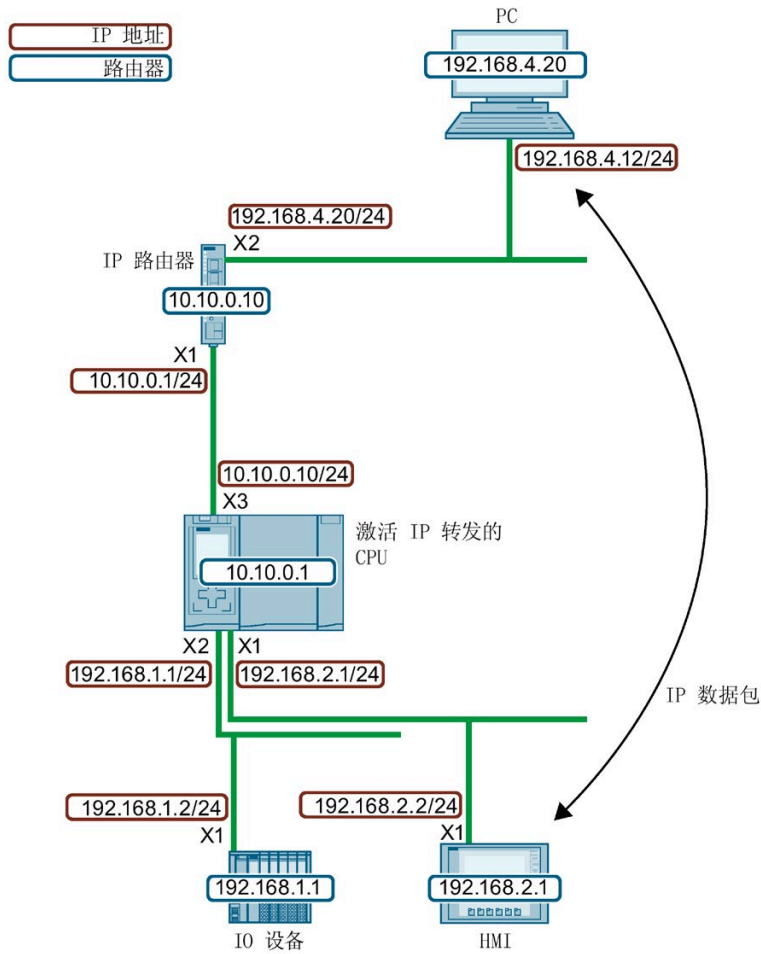 IP 地址
路由器
PC
192.168.4.20
192.168.4.12/24
192.168.4.20/24
X2
IP 路由器
10.10.0.10
X1
10.10.0.1/24
10.10.0.10/24
X3
激活 IP 转发的
CPU
10.10.0.1
X2
X1
192.168.1.1/24
192.168.2.1/24
IP 数据包
192.168.1.2/24
192.168.2.2/24
X1
X1
192.168.1.1
192.168.2.1
IO 设备
HMI